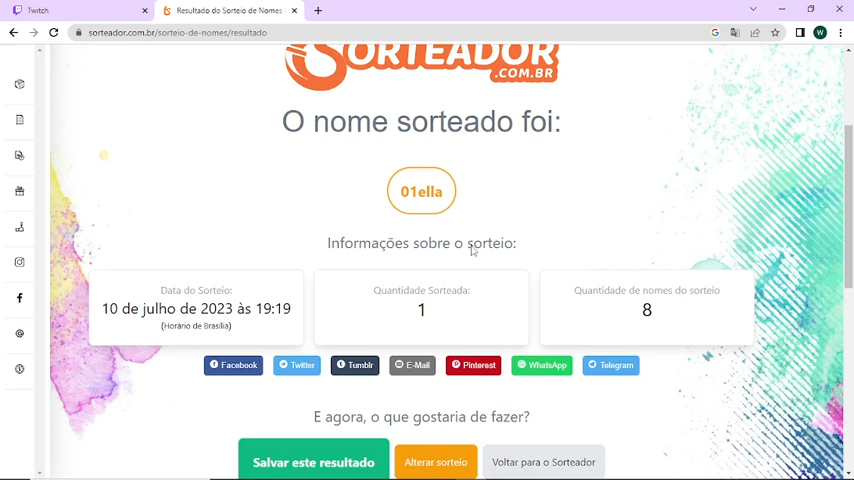 Twitch
Resultado do Sorteio de Nomes
sorteador.com.br/sorteio-de-nomes/resultado
W
SORTEADOR
.COM.BR
O nome sorteado foi:
01ella
Informações sobre o sorteio:
Data do Sorteio:
10 de julho de 2023 às 19:19
(Horário de Brasília)
Quantidade Sorteada:
1
Quantidade de nomes do sorteio
8
Facebook Twitter Tumblr E-Mail Pinterest WhatsApp Telegram
E agora, o que gostaria de fazer?
Salvar este resultado Alterar sorteio Voltar para o Sorteador